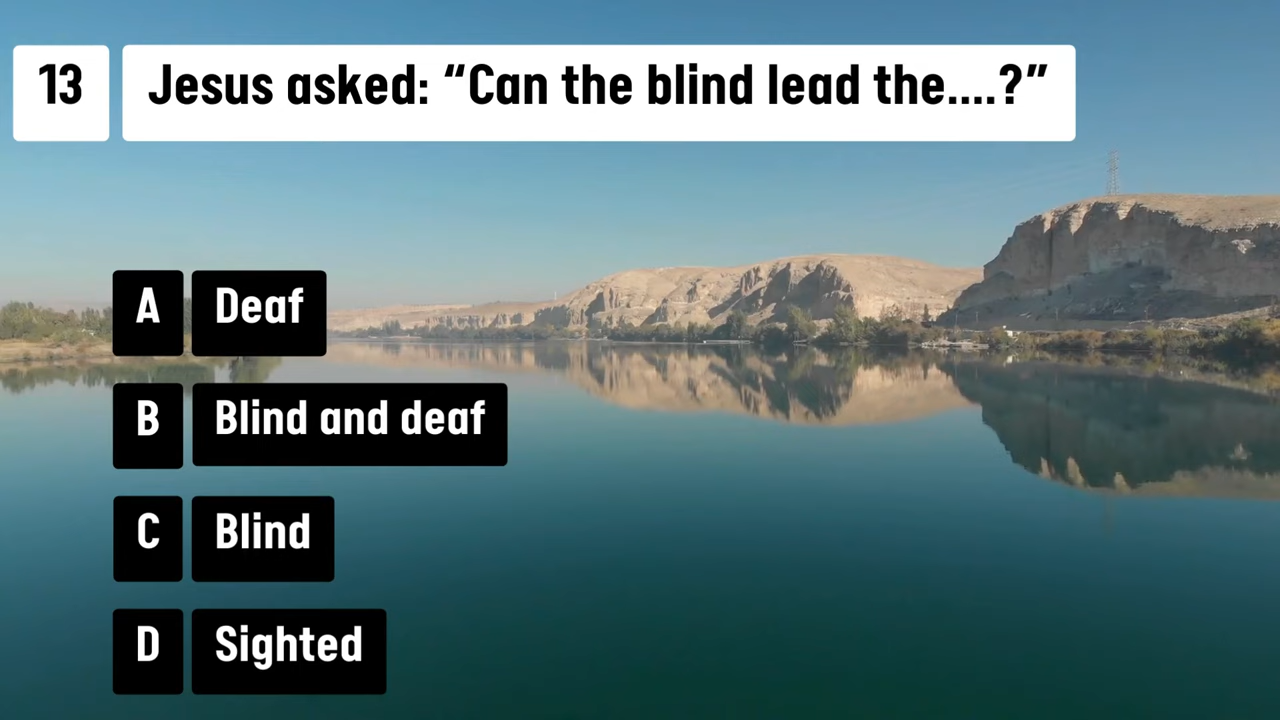 13 Jesus asked: “Can the blind lead the....?”
A Deaf
B Blind and deaf
C Blind
D Sighted